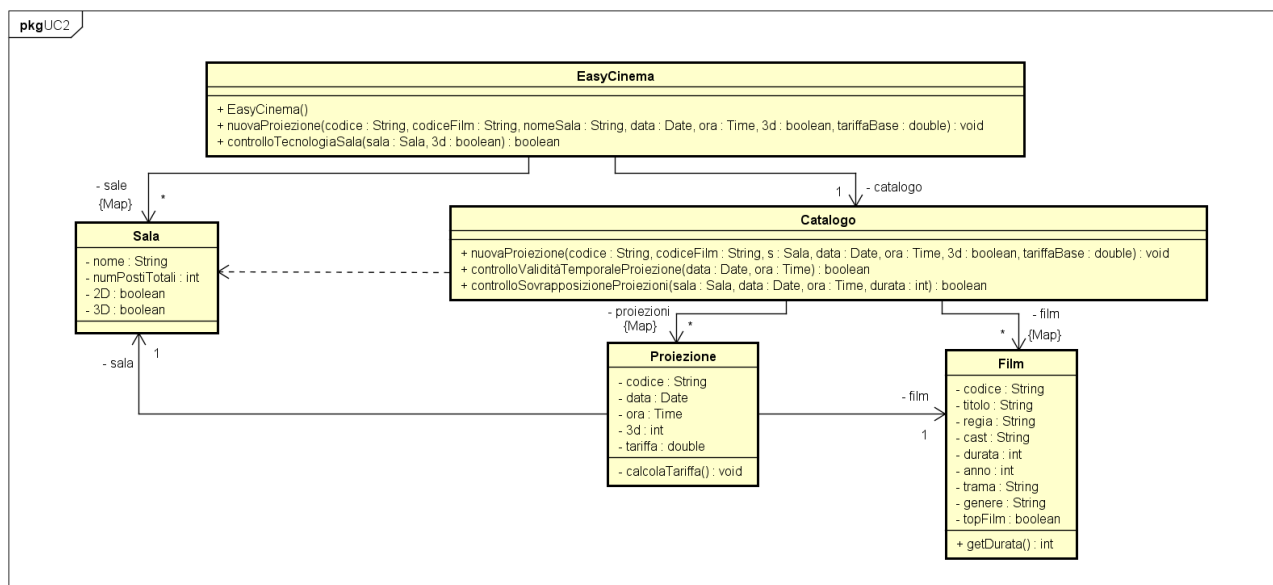 pkg UC2
EasyCinema
+ EasyCinema()
+ nuovaProiezione(codice : String, codiceFilm : String, nomeSala : String, data : Date, ora : Time, 3d : boolean, tariffaBase : double) : void
+ controlloTecnologiaSala(sala : Sala, 3d : boolean) : boolean
- sale
{Map}
*
1
- catalogo
Sala
- nome : String
- numPostiTotali : int
- 2D : boolean
- 3D : boolean
Catalogo
+ nuovaProiezione(codice : String, codiceFilm : String, s : Sala, data : Date, ora : Time, 3d : boolean, tariffaBase : double) : void
+ controlloValiditàTemporaleProiezione(data : Date, ora : Time) : boolean
+ controlloSovrapposizioneProiezioni(sala : Sala, data : Date, ora : Time, durata : int) : boolean
- proiezioni
{Map}
*
- film
*
{Map}
- sala
1
Proiezione
- codice : String
- data : Date
- ora : Time
- 3d : int
- tariffa : double
- calcolaTariffa() : void
- film
1
Film
- codice : String
- titolo : String
- regia : String
- cast : String
- durata : int
- anno : int
- trama : String
- genere : String
- topFilm : boolean
+ getDurata() : int